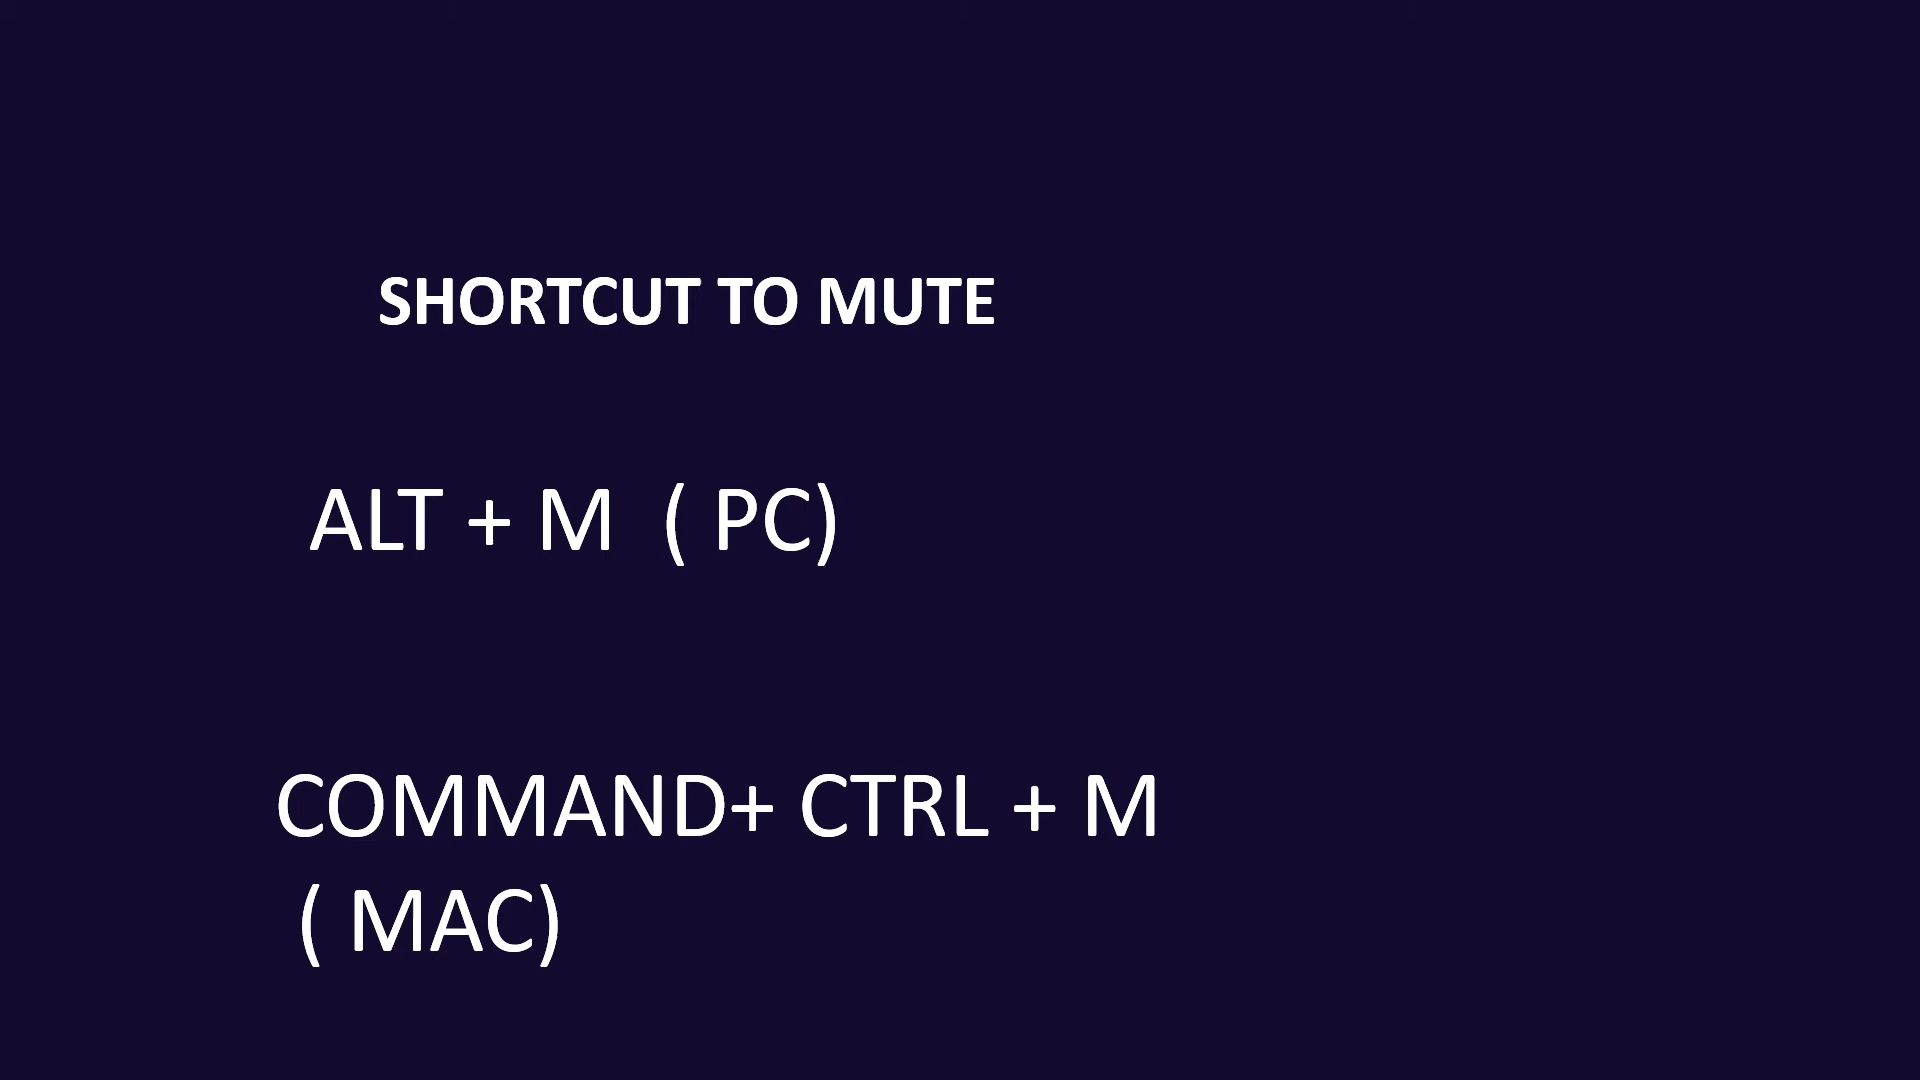 SHORTCUT TO MUTE
ALT + M  ( PC)
COMMAND+ CTRL + M
( MAC)